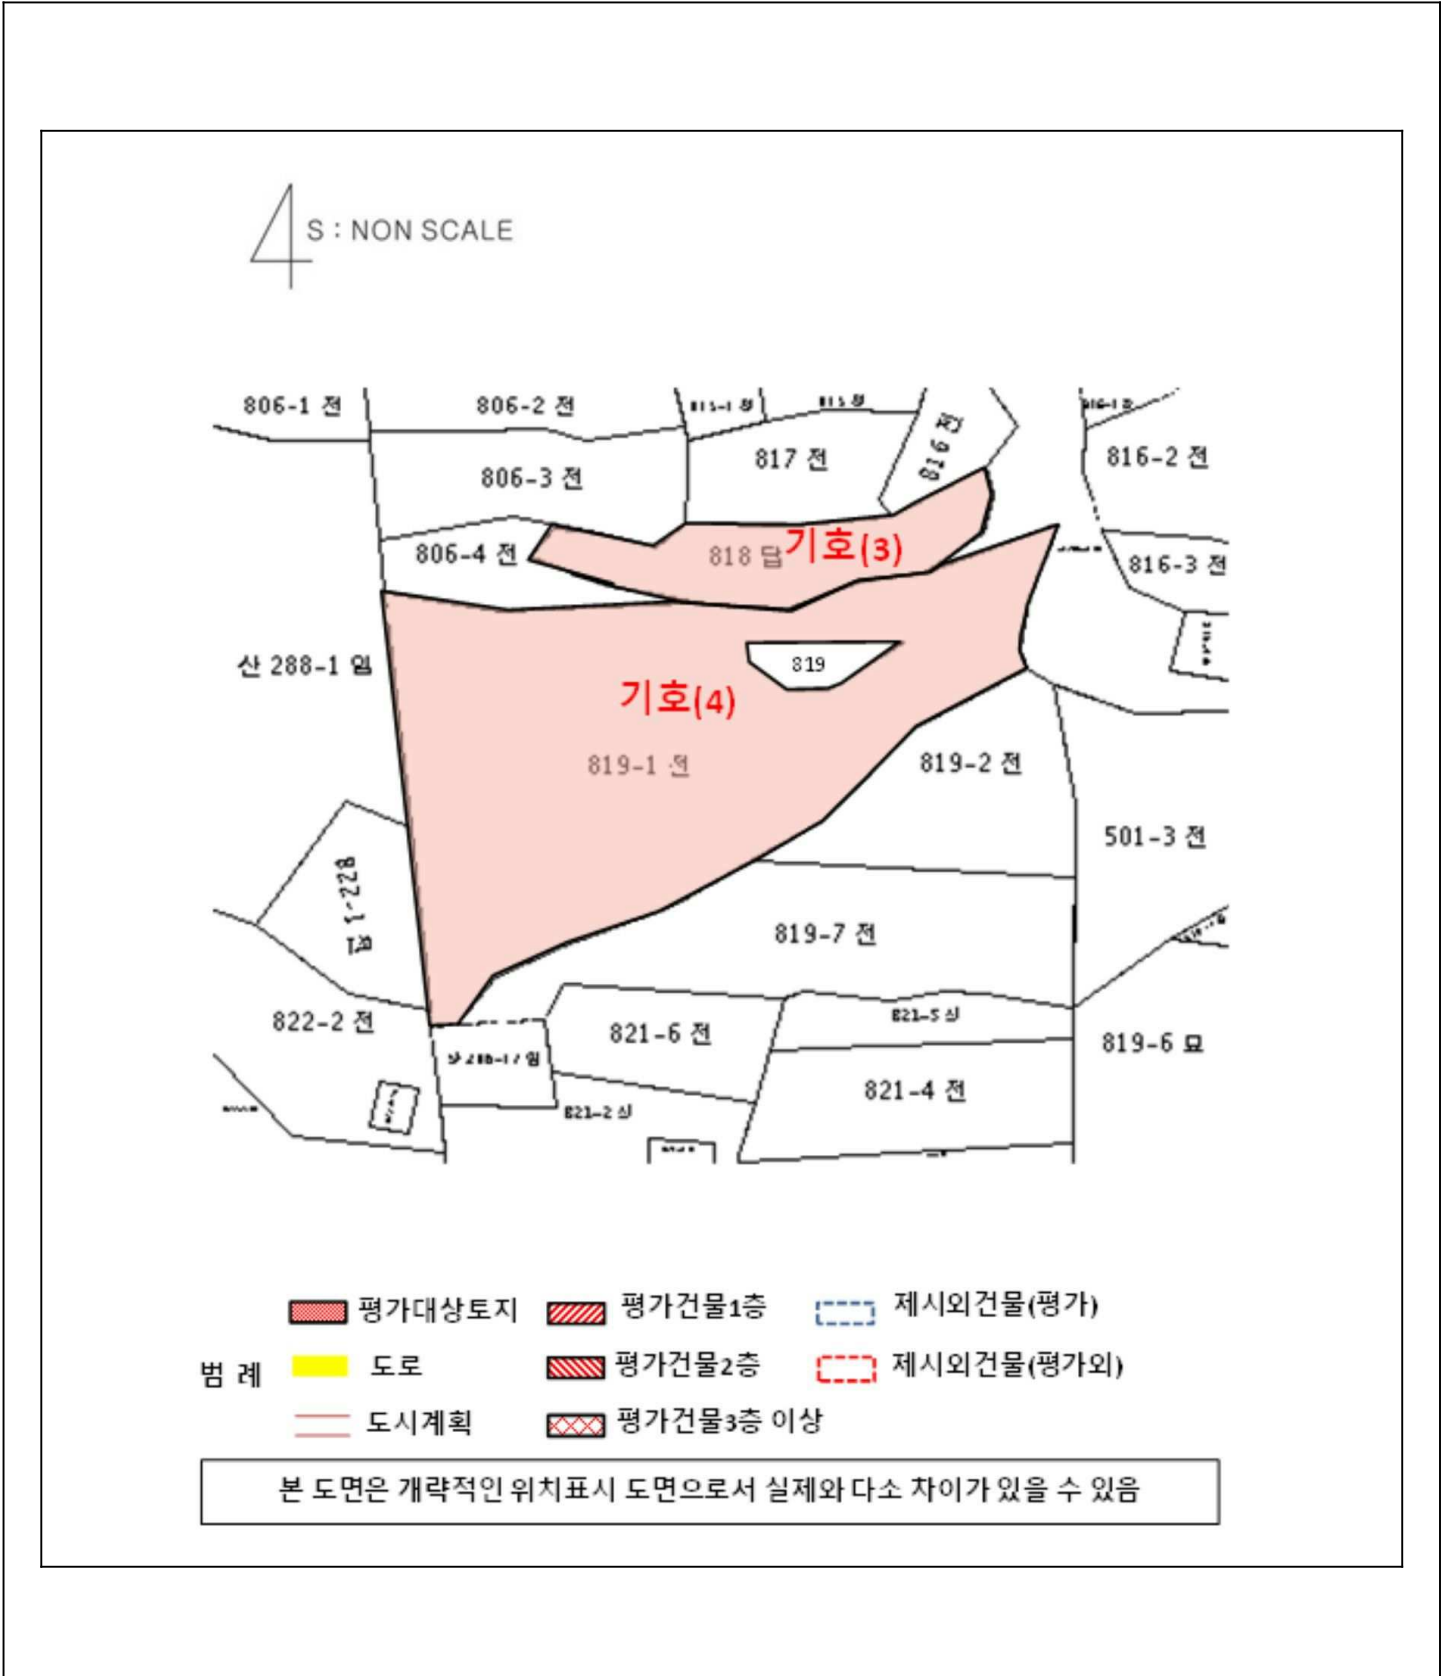 S : NON SCALE
806-1 전
806-2 전
816 전
817 전
816-2 전
806-3 전
818 답
기호(3)
806-4 전
816-3 전
산 288-1 임
819
기호(4)
819-1 전
819-2 전
501-3 전
822-1
819-7 전
822-2 전
821-6 전
821-5
819-6 묘
821-4 전
821-2
평가대상토지
평가건물1층
제시외건물(평가)
범 례
도로
평가건물2층
제시외건물(평가외)
도시계획
평가건물3층 이상
본 도면은 개략적인 위치표시 도면으로서 실제와 다소 차이가 있을 수 있음